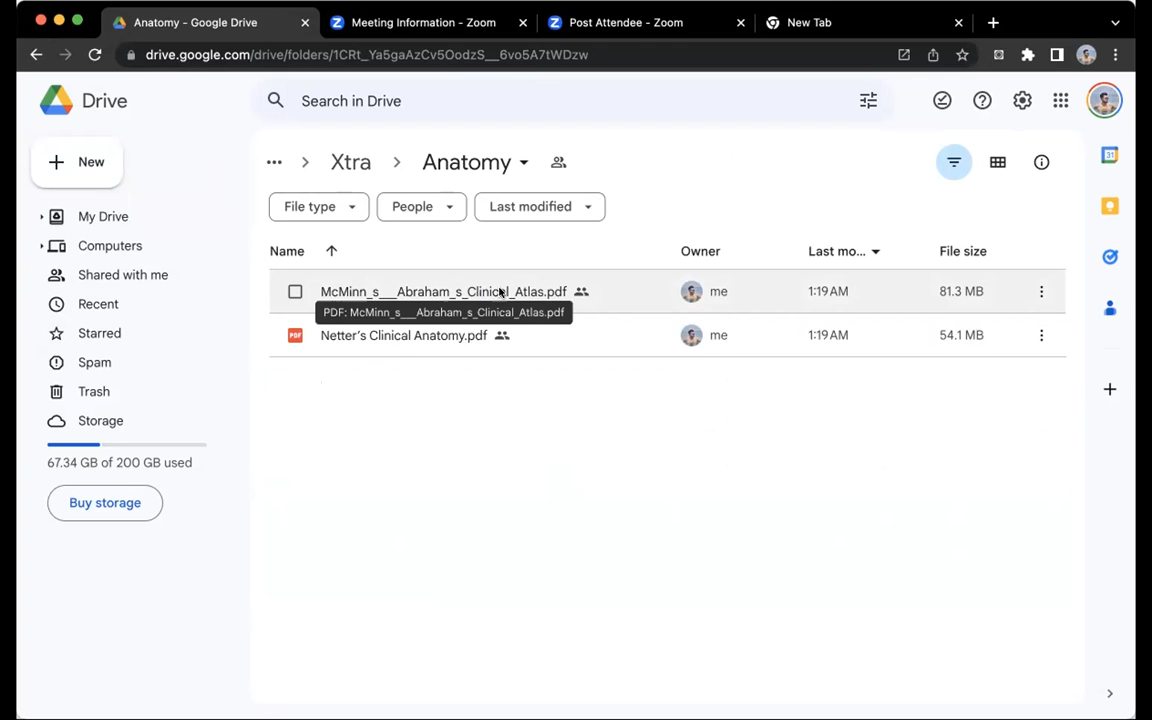 Anatomy - Google Drive
Meeting Information - Zoom
Post Attendee - Zoom
New Tab
drive.google.com/drive/folders/1CRt_Ya5gaAzCv5OodzS__6vo5A7tWDzw
Drive
Search in Drive
New
Xtra
Anatomy
File type
People
Last modified
Name
Owner
Last mo...
File size
McMinn_s___Abraham_s_Clinical_Atlas.pdf
me
1:19 AM
81.3 MB
PDF: McMinn_s___Abraham_s_Clinical_Atlas.pdf
PDF
Netter's Clinical Anatomy.pdf
me
1:19 AM
54.1 MB
My Drive
Computers
Shared with me
Recent
Starred
Spam
Trash
Storage
67.34 GB of 200 GB used
Buy storage
31